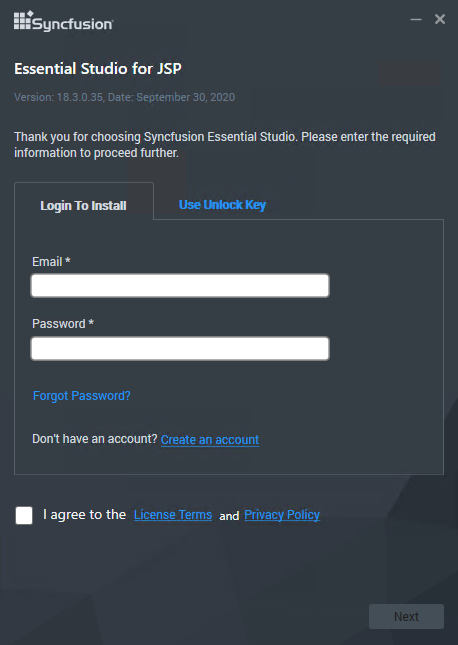 Syncfusion
Essential Studio for JSP
Version: 18.3.0.35, Date: September 30, 2020
Thank you for choosing Syncfusion Essential Studio. Please enter the required
information to proceed further.
Login To Install
Use Unlock Key
Email *
Password *
Forgot Password?
Don't have an account? Create an account
I agree to the License Terms and Privacy Policy
Next